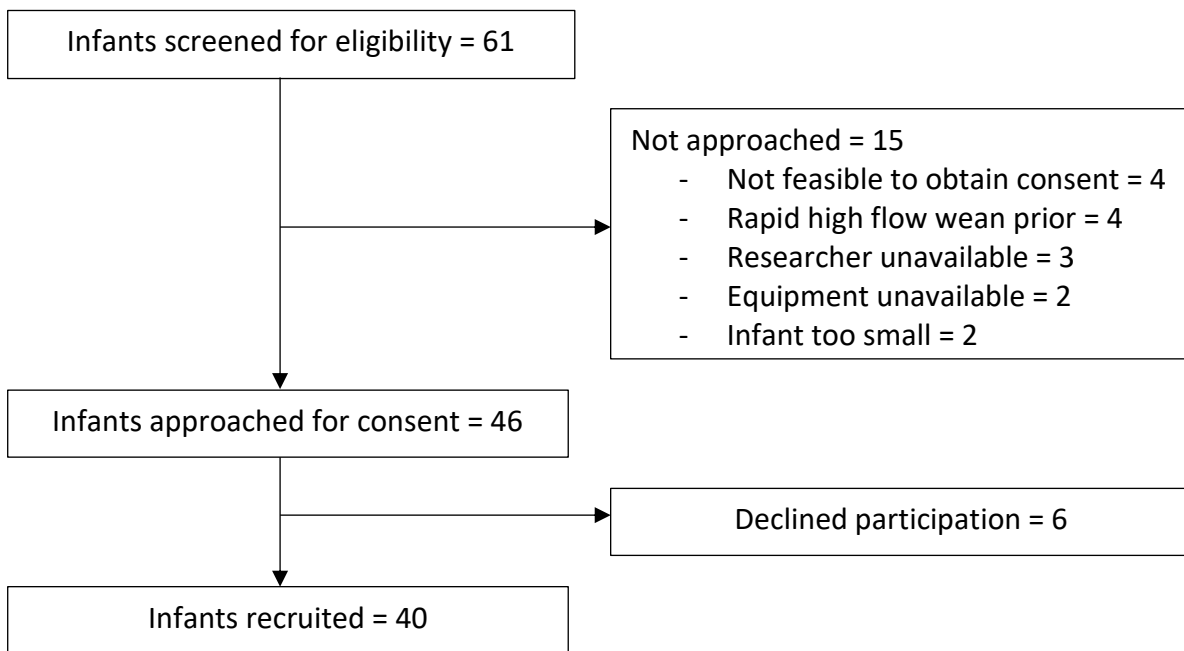 Infants screened for eligibility = 61
Not approached = 15
- Not feasible to obtain consent = 4
- Rapid high flow wean prior = 4
- Researcher unavailable = 3
- Equipment unavailable = 2
- Infant too small = 2
Infants approached for consent = 46
Declined participation = 6
Infants recruited = 40